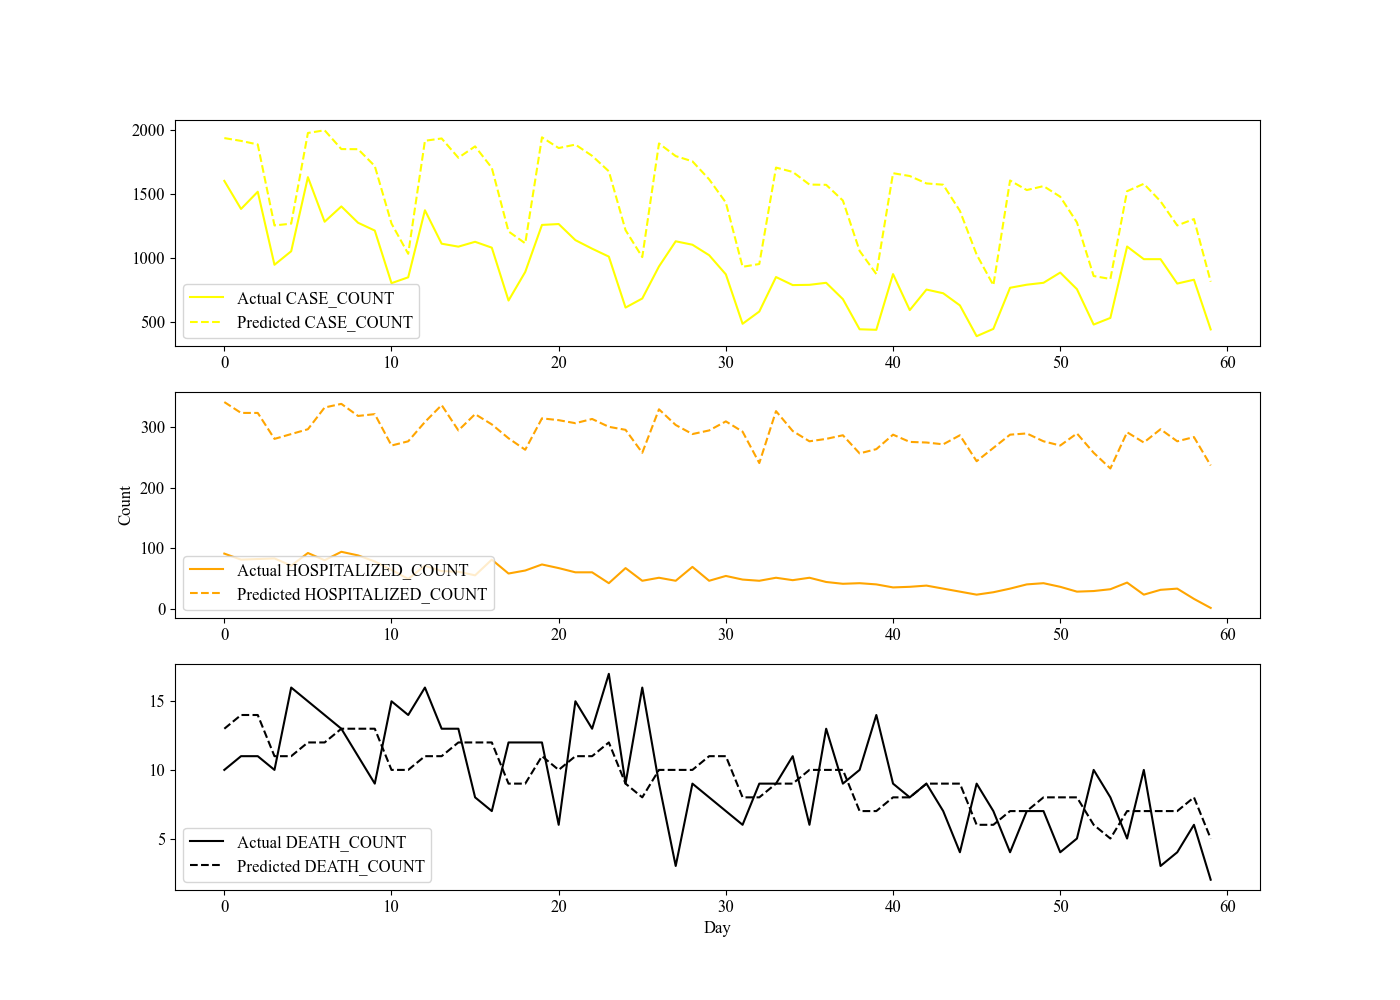 2000
1500
1000
500
Actual CASE_COUNT
Predicted CASE_COUNT
0 10 20 30 40 50 60
300
200
100
0
Count
Actual HOSPITALIZED_COUNT
Predicted HOSPITALIZED_COUNT
0 10 20 30 40 50 60
15
10
5
Actual DEATH_COUNT
Predicted DEATH_COUNT
0 10 20 30 40 50 60
Day